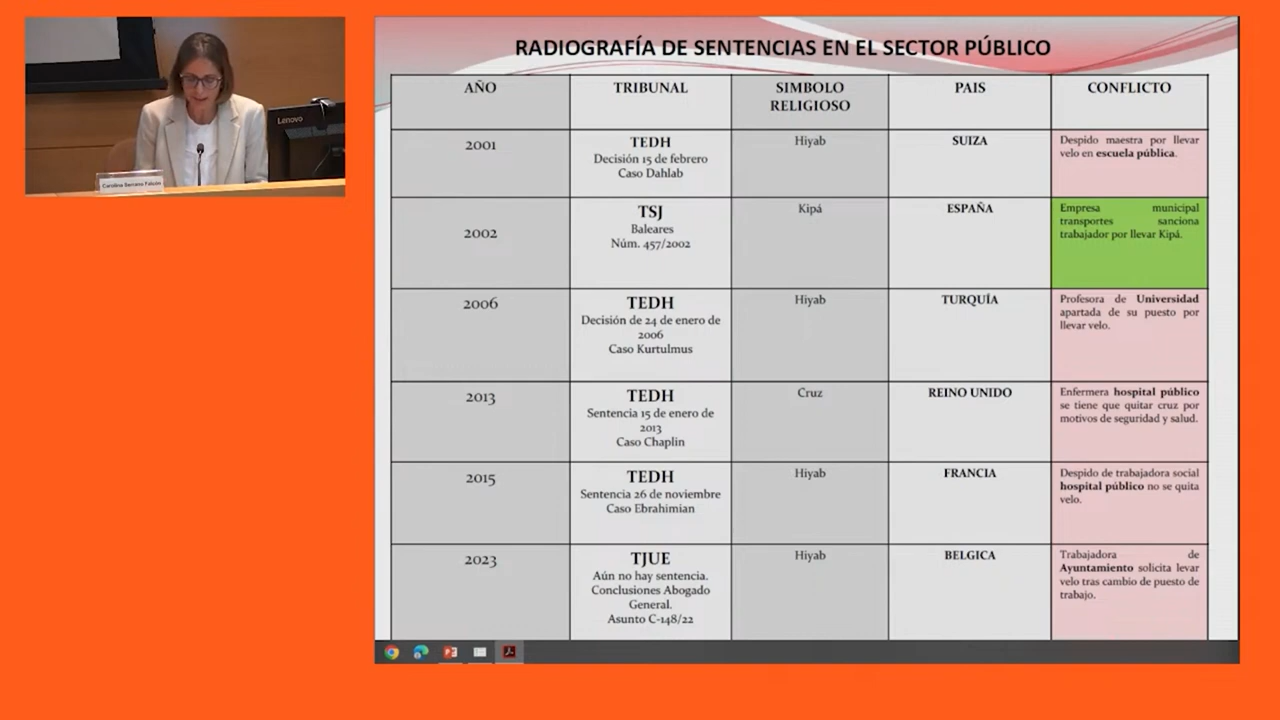 Lenovo
Carolina Serrano Falcón
RADIOGRAFÍA DE SENTENCIAS EN EL SECTOR PÚBLICO
AÑO
TRIBUNAL
SIMBOLO
RELIGIOSO
PAIS
CONFLICTO
2001
TEDH
Decisión 15 de febrero
Caso Dahlab
Hiyab
SUIZA
Despido maestra por llevar
velo en escuela pública.
2002
TSJ
Baleares
Núm. 457/2002
Kipá
ESPAÑA
Empresa municipal
transportes sanciona
trabajador por llevar Kipá.
2006
TEDH
Decisión de 24 de enero de
2006
Caso Kurtulmus
Hiyab
TURQUÍA
Profesora de Universidad
apartada de su puesto por
llevar velo.
2013
TEDH
Sentencia 15 de enero de
2013
Caso Chaplin
Cruz
REINO UNIDO
Enfermera hospital público
se tiene que quitar cruz por
motivos de seguridad y salud.
2015
TEDH
Sentencia 26 de noviembre
Caso Ebrahimian
Hiyab
FRANCIA
Despido de trabajadora social
hospital público no se quita
velo.
2023
TJUE
Aún no hay sentencia.
Conclusiones Abogado
General.
Asunto C-148/22
Hiyab
BELGICA
Trabajadora de
Ayuntamiento solicita levar
velo tras cambio de puesto de
trabajo.